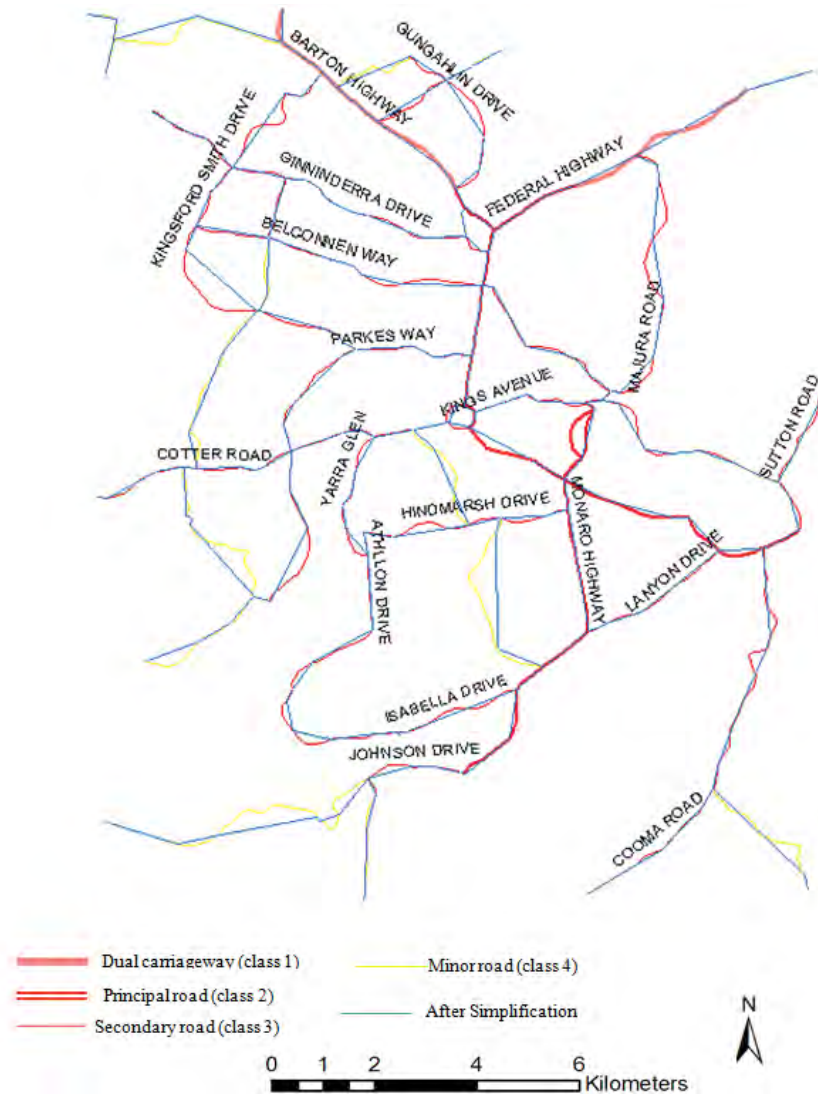 BARTON HIGHWAY
GUNGAHLIN DRIVE
KINGSFORD SMITH DRIVE
GINNINDERRA DRIVE
FEDERAL HIGHWAY
BELCONNEN WAY
PARKES WAY
MAJURA ROAD
KINGS AVENUE
COTTER ROAD
YARRA GLEN
SUTTON ROAD
HINDMARSH DRIVE
MONARO HIGHWAY
ATHLLON DRIVE
LANYON DRIVE
ISABELLA DRIVE
JOHNSON DRIVE
COOMA ROAD
Dual carriageway (class 1)
Minor road (class 4)
Principal road (class 2)
After Simplification
Secondary road (class 3)
N
0 1 2 4 6
Kilometers